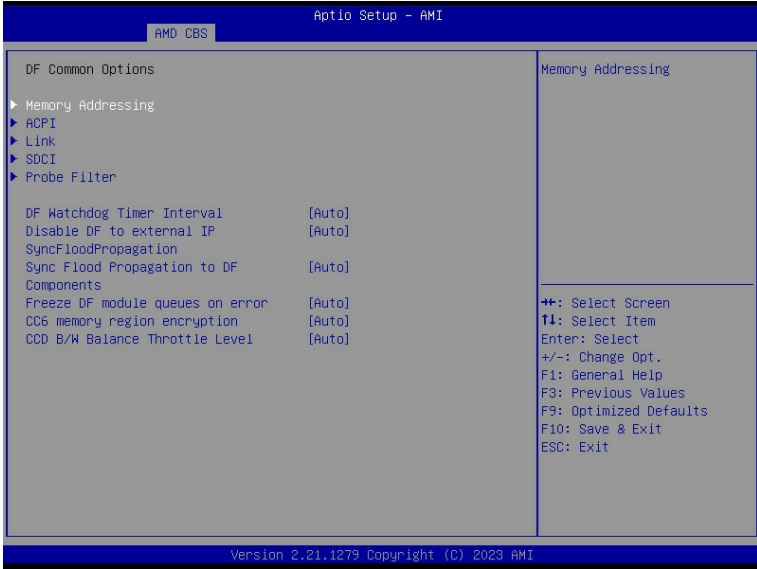 Aptio Setup - AMI
AMD CBS
DF Common Options
Memory Addressing
ACPI
Link
SDCI
Probe Filter
DF Watchdog Timer Interval [Auto]
Disable DF to external IP [Auto]
SyncFloodPropagation
Sync Flood Propagation to DF [Auto]
Components
Freeze DF module queues on error [Auto]
CC6 memory region encryption [Auto]
CCD B/W Balance Throttle Level [Auto]
Memory Addressing
→←: Select Screen
↑↓: Select Item
Enter: Select
+/-: Change Opt.
F1: General Help
F3: Previous Values
F9: Optimized Defaults
F10: Save & Exit
ESC: Exit
Version 2.21.1279 Copyright (C) 2023 AMI